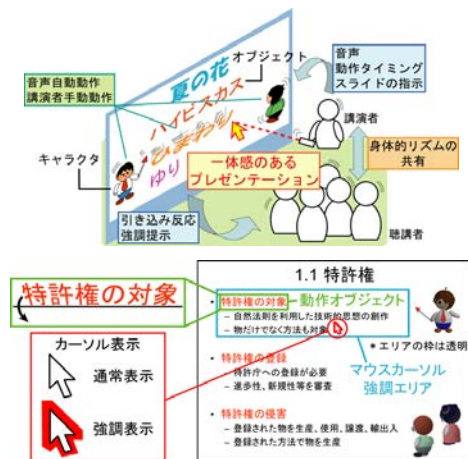 オブジェクト
音声
動作タイミング
スライドの指示
音声自動動作
講演者手動動作
夏の花
ハイビスカス
ひまわり
ゆり
キャラクタ
講演者
身体的リズムの
共有
一体感のある
プレゼンテーション
引き込み反応
強調提示
聴講者
特許権の対象
カーソル表示
通常表示
強調表示
1.1 特許権
・ 特許権の対象 動作オブジェクト
– 自然法則を利用した技術的思想の創作
– 物だけでなく方法も対象
＊エリアの枠は透明
マウスカーソル
強調エリア
・ 特許権の登録
– 特許庁への登録が必要
– 進歩性、新規性等を審査
・ 特許権の侵害
– 登録された物を生産、使用、譲渡、輸出入
– 登録された方法で物を生産